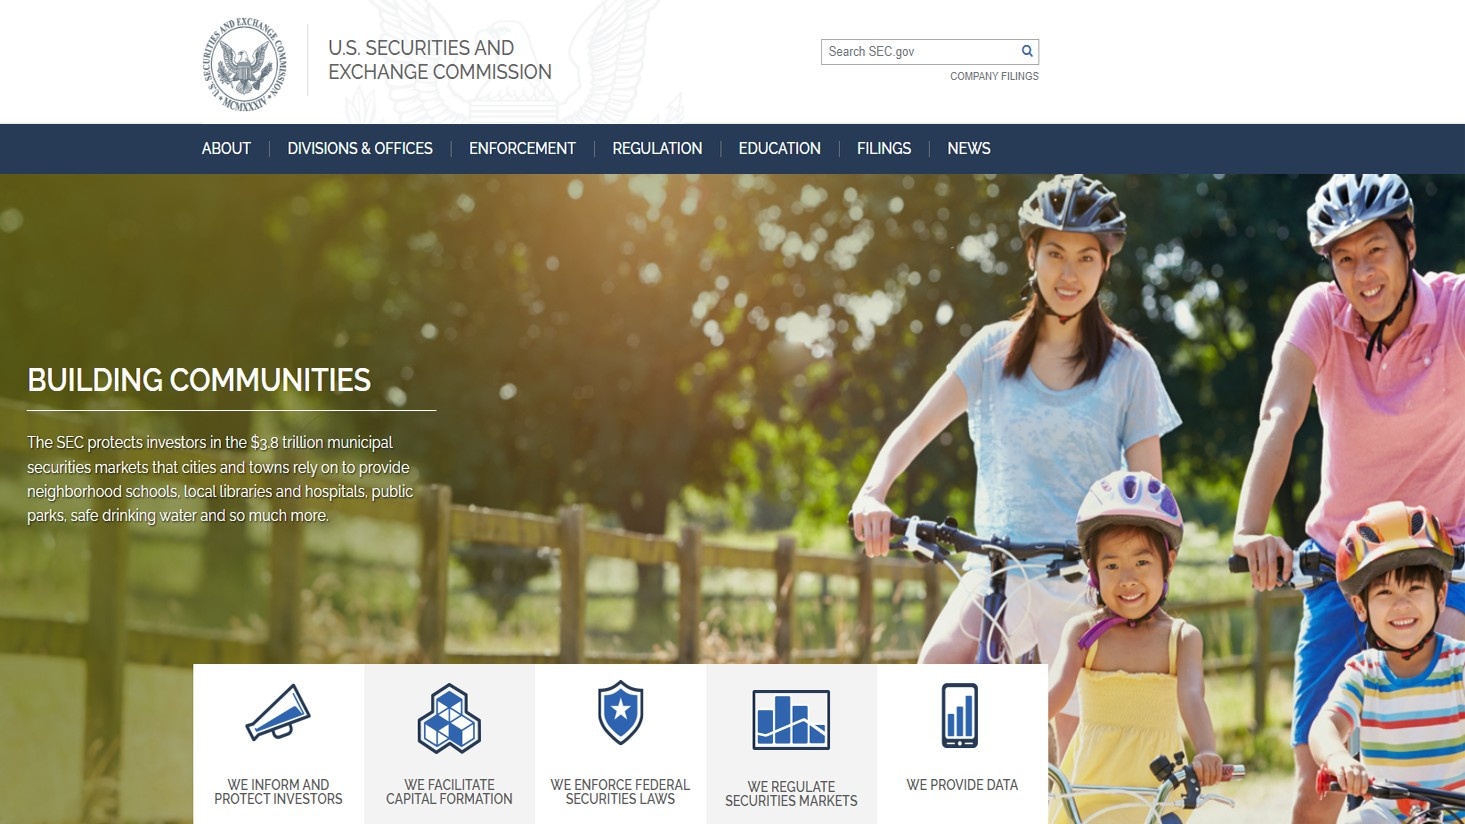 U.S. SECURITIES AND EXCHANGE COMMISSION
MCMXXXIV
U.S. SECURITIES AND
EXCHANGE COMMISSION
Search SEC.gov
COMPANY FILINGS
ABOUT
DIVISIONS & OFFICES
ENFORCEMENT
REGULATION
EDUCATION
FILINGS
NEWS
BUILDING COMMUNITIES
The SEC protects investors in the $3.8 trillion municipal
securities markets that cities and towns rely on to provide
neighborhood schools, local libraries and hospitals, public
parks, safe drinking water and so much more.
WE INFORM AND
PROTECT INVESTORS
WE FACILITATE
CAPITAL FORMATION
WE ENFORCE FEDERAL
SECURITIES LAWS
WE REGULATE
SECURITIES MARKETS
WE PROVIDE DATA